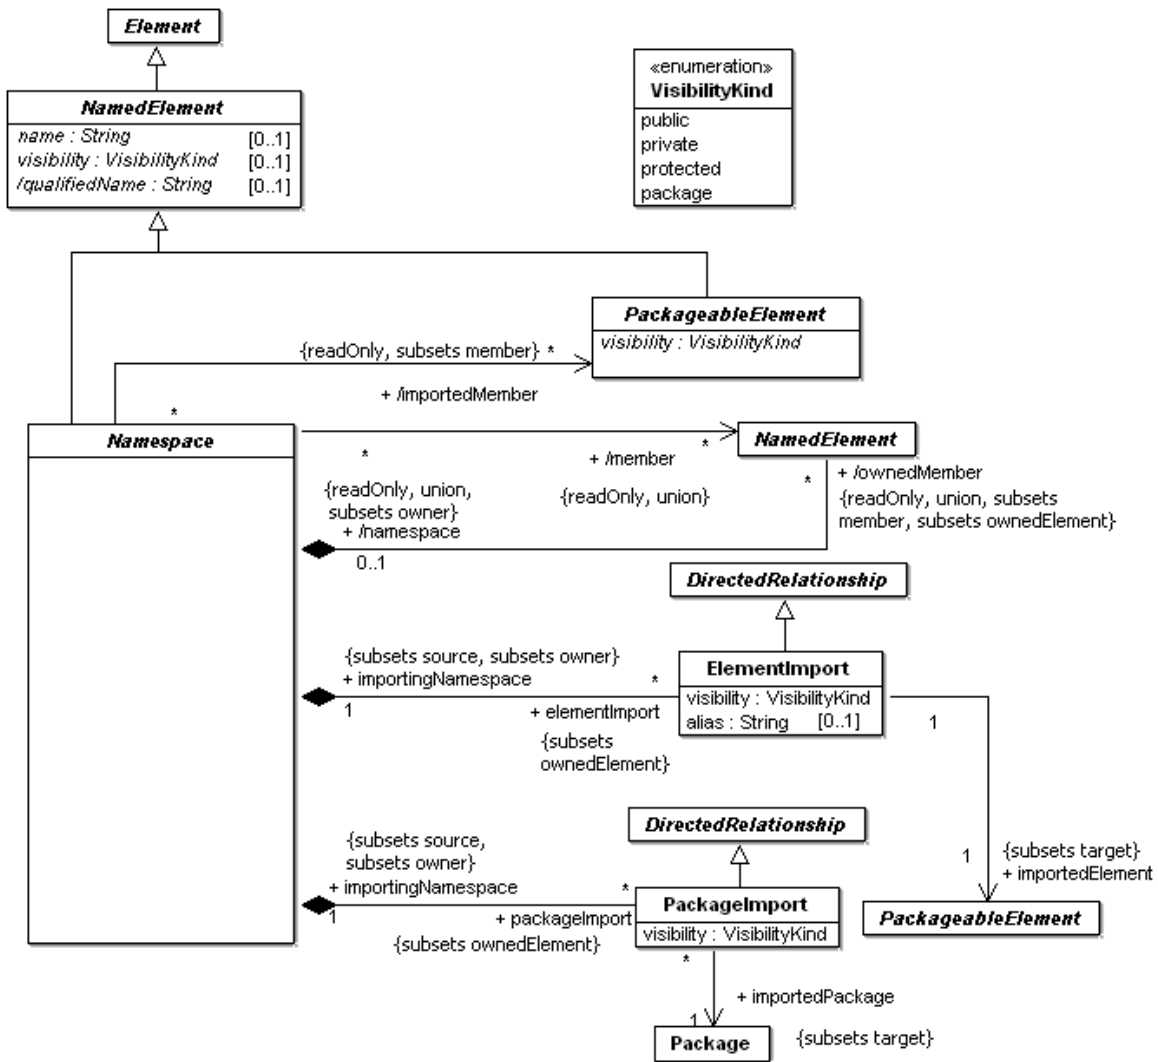 Element
NamedElement
name : String [0..1]
visibility : VisibilityKind [0..1]
/qualifiedName : String [0..1]
«enumeration»
VisibilityKind
public
private
protected
package
PackageableElement
visibility : VisibilityKind
{readOnly, subsets member} *
+ /importedMember
*
Namespace
NamedElement
*
*
+ /member
{readOnly, union}
{readOnly, union,
subsets owner}
+ /namespace
0..1
*
+ /ownedMember
{readOnly, union, subsets
member, subsets ownedElement}
DirectedRelationship
{subsets source, subsets owner}
+ importingNamespace
1
*
+ elementImport
{subsets
ownedElement}
ElementImport
visibility : VisibilityKind
alias : String [0..1]
1
DirectedRelationship
{subsets source,
subsets owner}
+ importingNamespace
1
*
+ packageImport
{subsets ownedElement}
PackageImport
visibility : VisibilityKind
1
{subsets target}
+ importedElement
PackageableElement
*
+ importedPackage
1
{subsets target}
Package